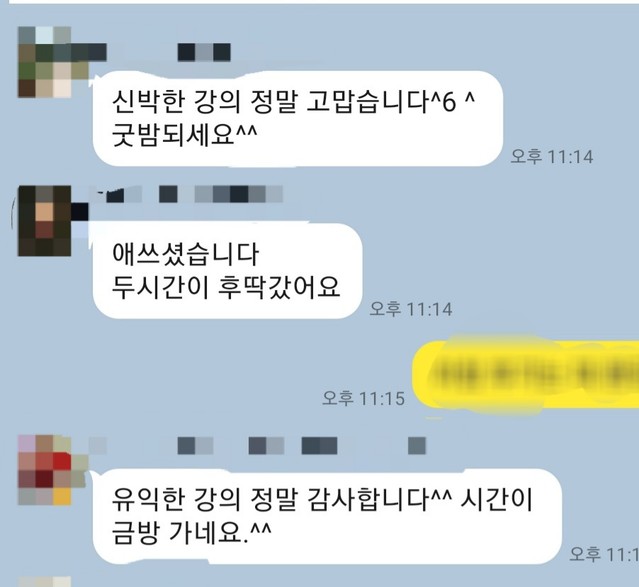 신박한 강의 정말 고맙습니다^6 ^
굿밤되세요^^
오후 11:14
애쓰셨습니다
두시간이 후딱갔어요
오후 11:14
오후 11:15
유익한 강의 정말 감사합니다^^ 시간이
금방 가네요.^^
오후 11:1